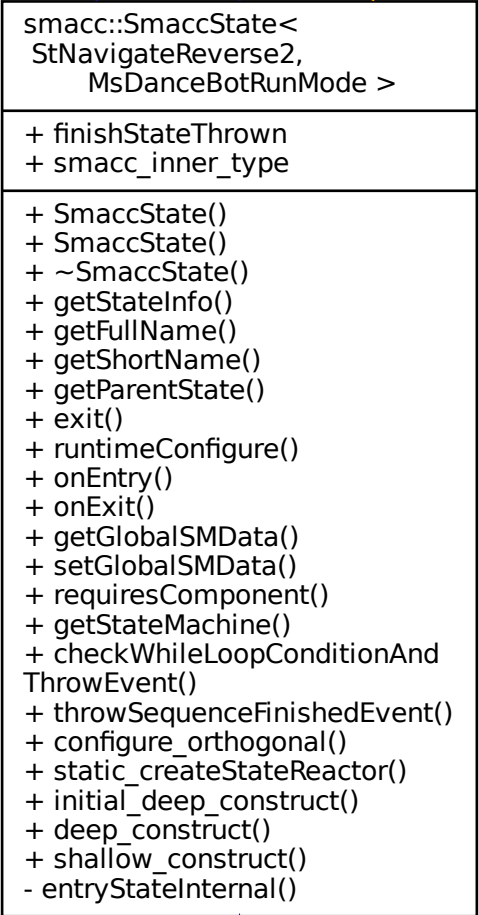 smacc::SmaccState<
StNavigateReverse2,
MsDanceBotRunMode >
+ finishStateThrown
+ smacc_inner_type
+ SmaccState()
+ SmaccState()
+ ~SmaccState()
+ getStateInfo()
+ getFullName()
+ getShortName()
+ getParentState()
+ exit()
+ runtimeConfigure()
+ onEntry()
+ onExit()
+ getGlobalSMData()
+ setGlobalSMData()
+ requiresComponent()
+ getStateMachine()
+ checkWhileLoopConditionAnd
ThrowEvent()
+ throwSequenceFinishedEvent()
+ configure_orthogonal()
+ static_createStateReactor()
+ initial_deep_construct()
+ deep_construct()
+ shallow_construct()
- entryStateInternal()